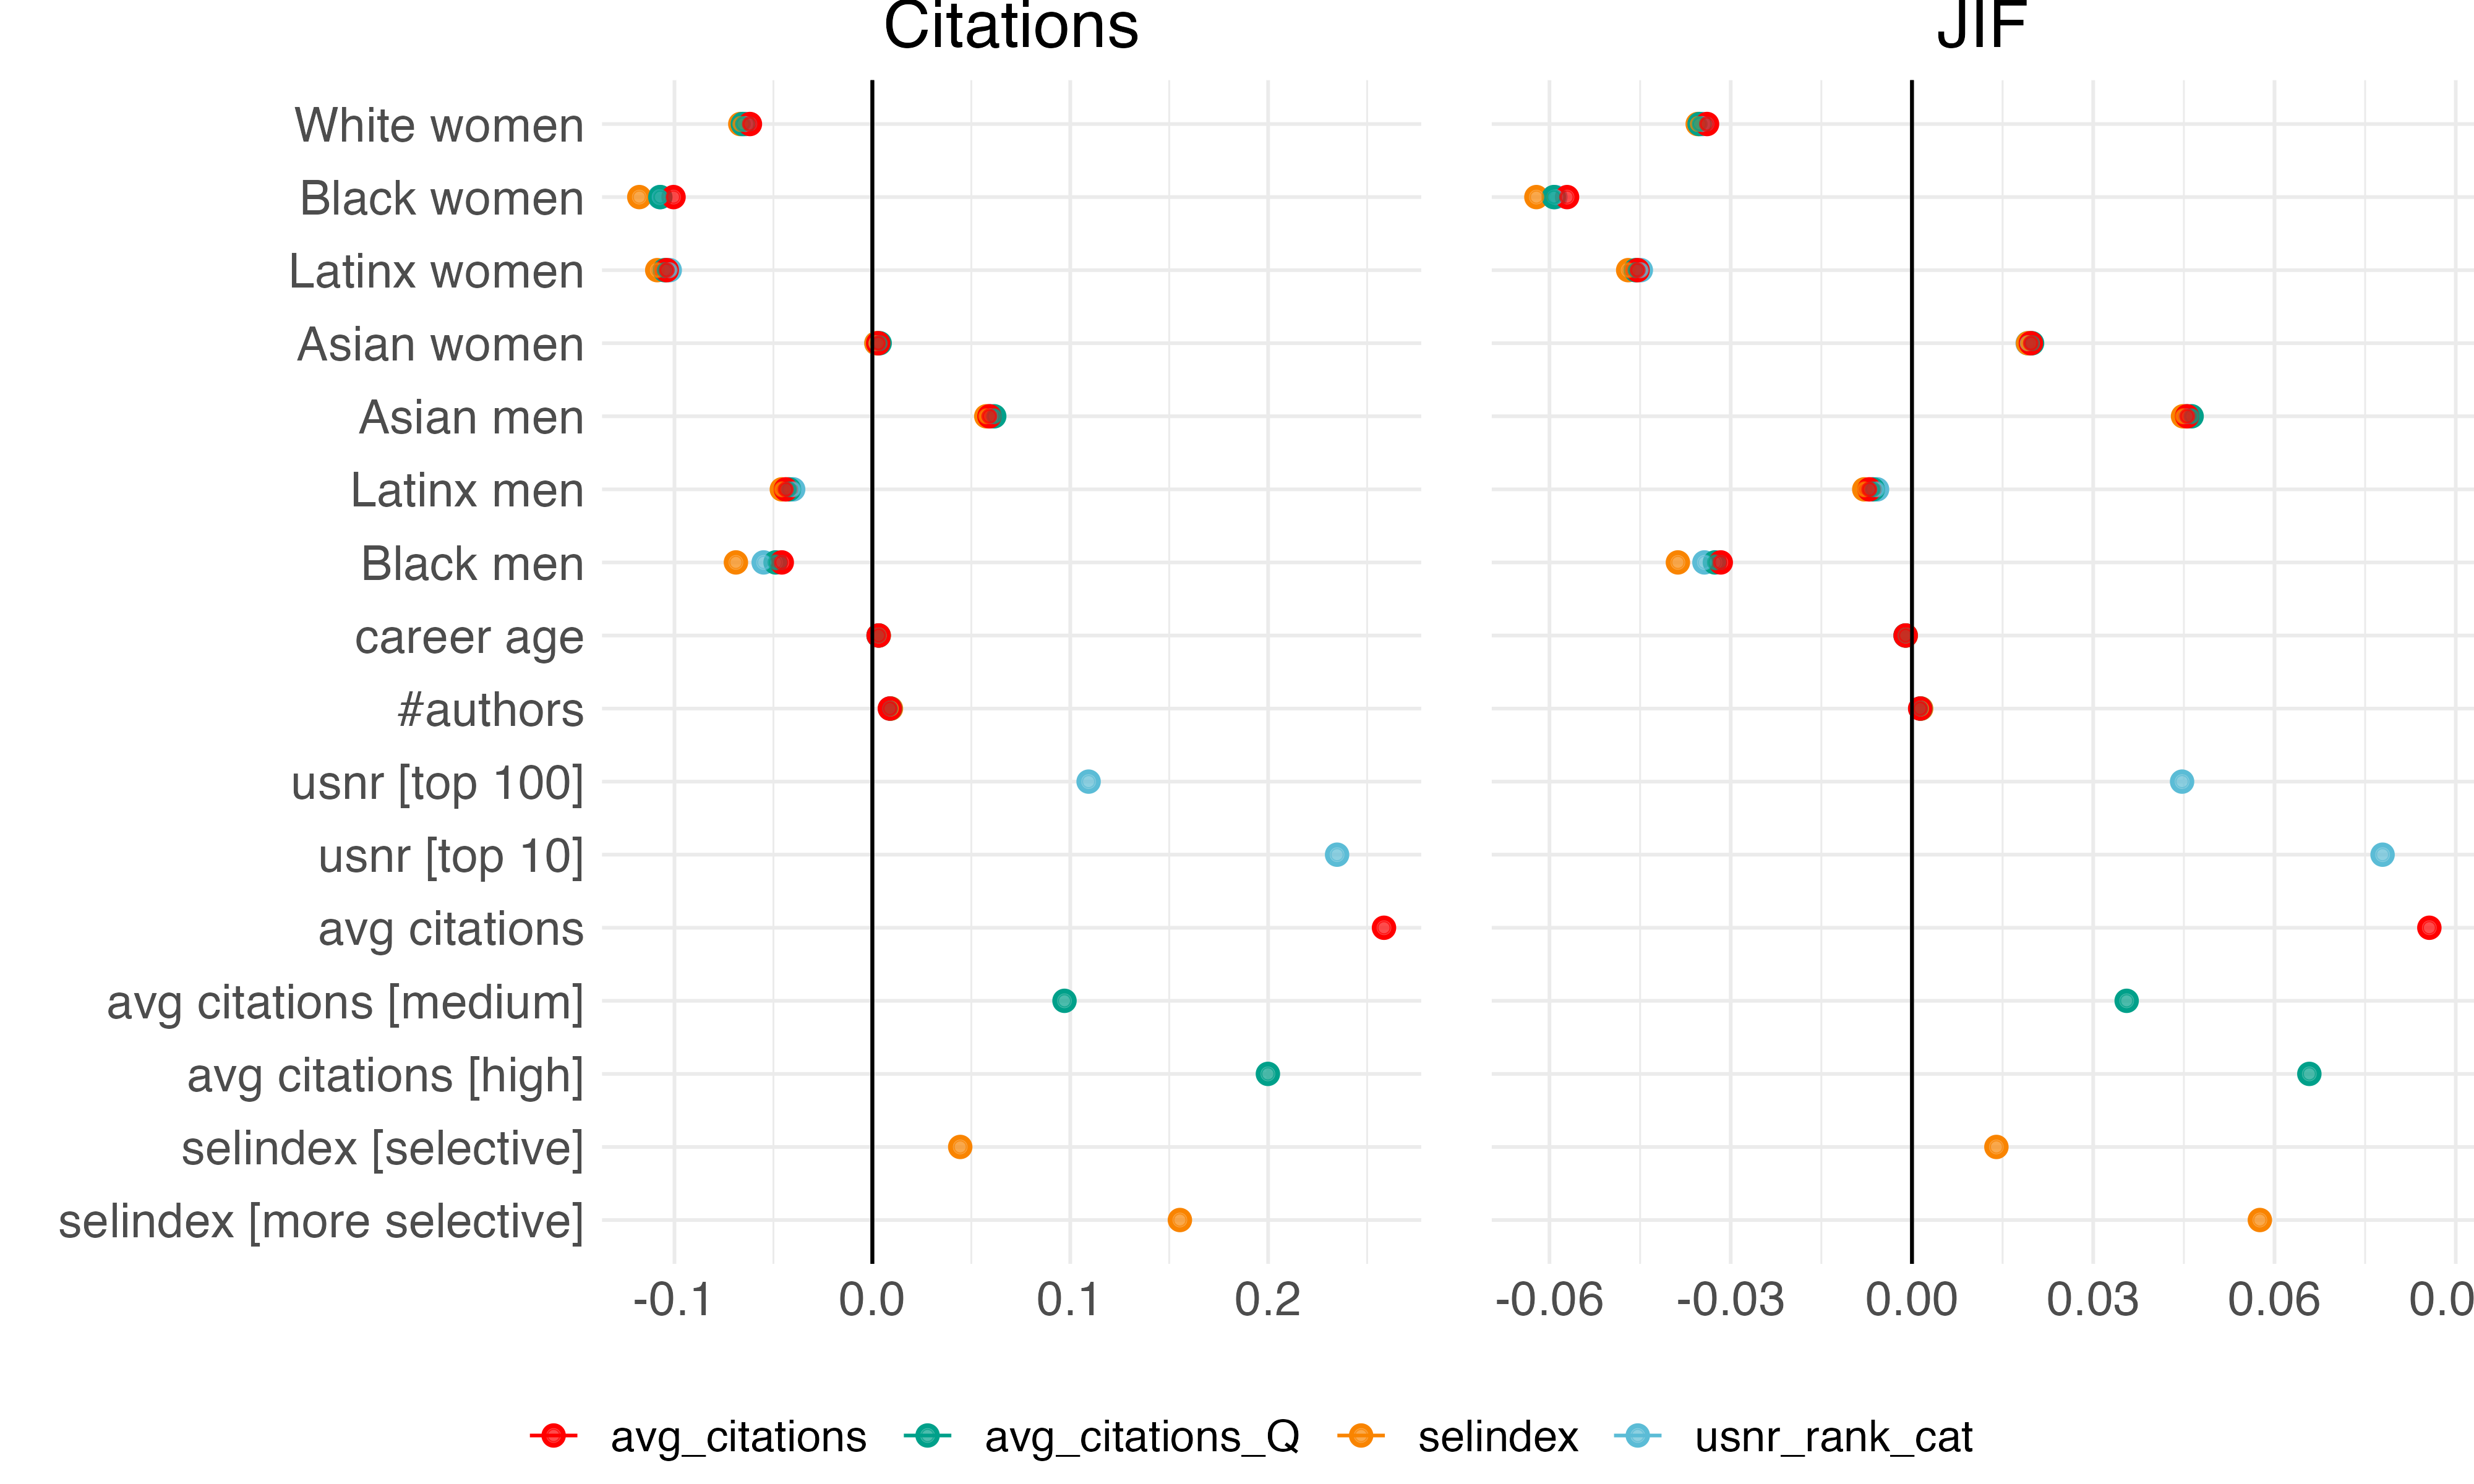 Citations JIF
White women
Black women
Latinx women
Asian women
Asian men
Latinx men
Black men
career age
#authors
usnr [top 100]
usnr [top 10]
avg citations
avg citations [medium]
avg citations [high]
selindex [selective]
selindex [more selective]
-0.1 0.0 0.1 0.2 -0.06 -0.03 0.00 0.03 0.06 0.0
avg_citations avg_citations_Q selindex usnr_rank_cat